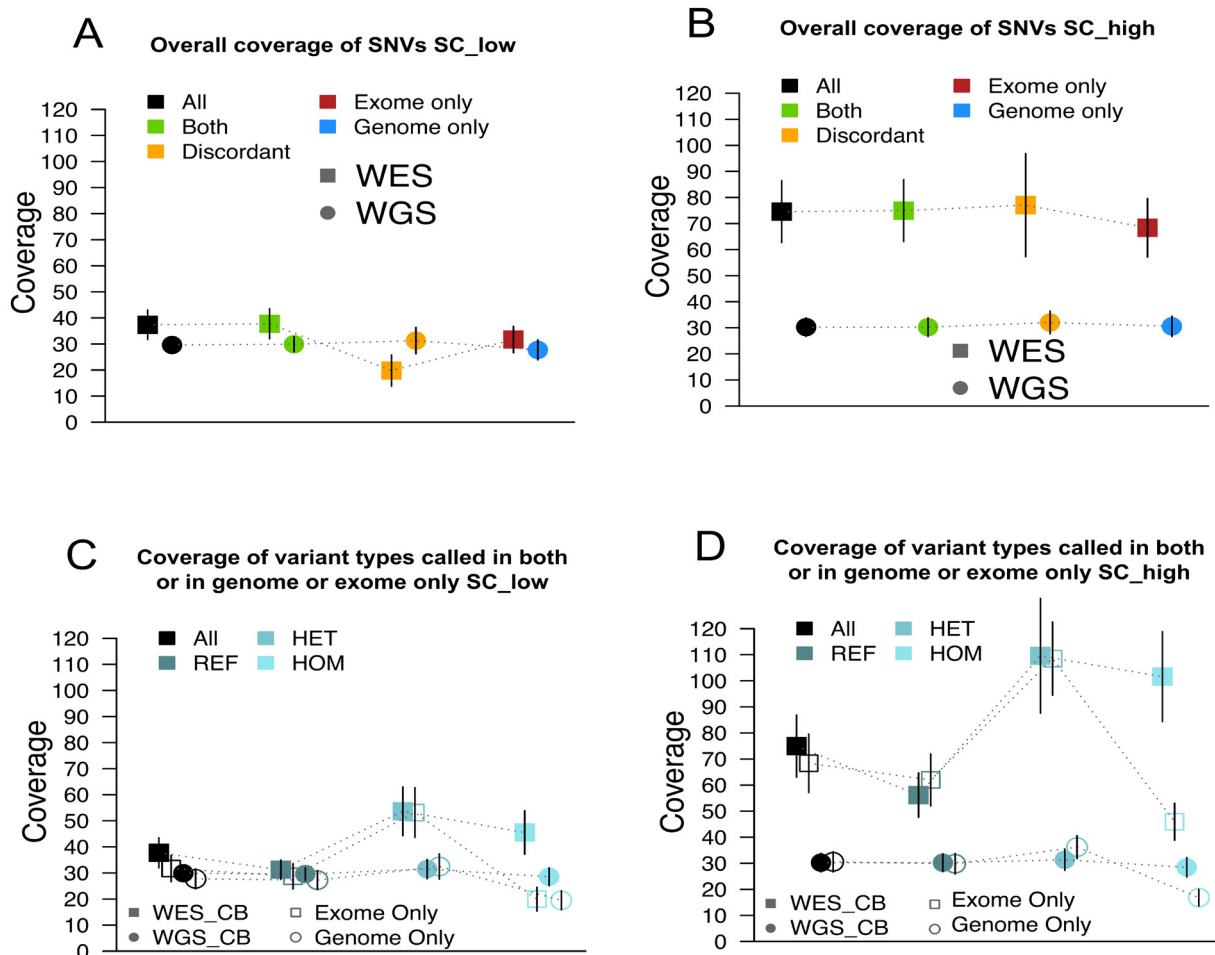 A
Overall coverage of SNVs SC_low
All
Both
Discordant
Exome only
Genome only
WES
WGS
Coverage
120
110
100
90
80
70
60
50
40
30
20
10
0
B
Overall coverage of SNVs SC_high
All
Both
Discordant
Exome only
Genome only
Coverage
120
110
100
90
80
70
60
50
40
30
20
10
0
WES
WGS
C
Coverage of variant types called in both
or in genome or exome only SC_low
All
REF
HET
HOM
Coverage
120
110
100
90
80
70
60
50
40
30
20
10
0
WES_CB
WGS_CB
Exome Only
Genome Only
D
Coverage of variant types called in both
or in genome or exome only SC_high
All
REF
HET
HOM
Coverage
120
110
100
90
80
70
60
50
40
30
20
10
0
WES_CB
WGS_CB
Exome Only
Genome Only